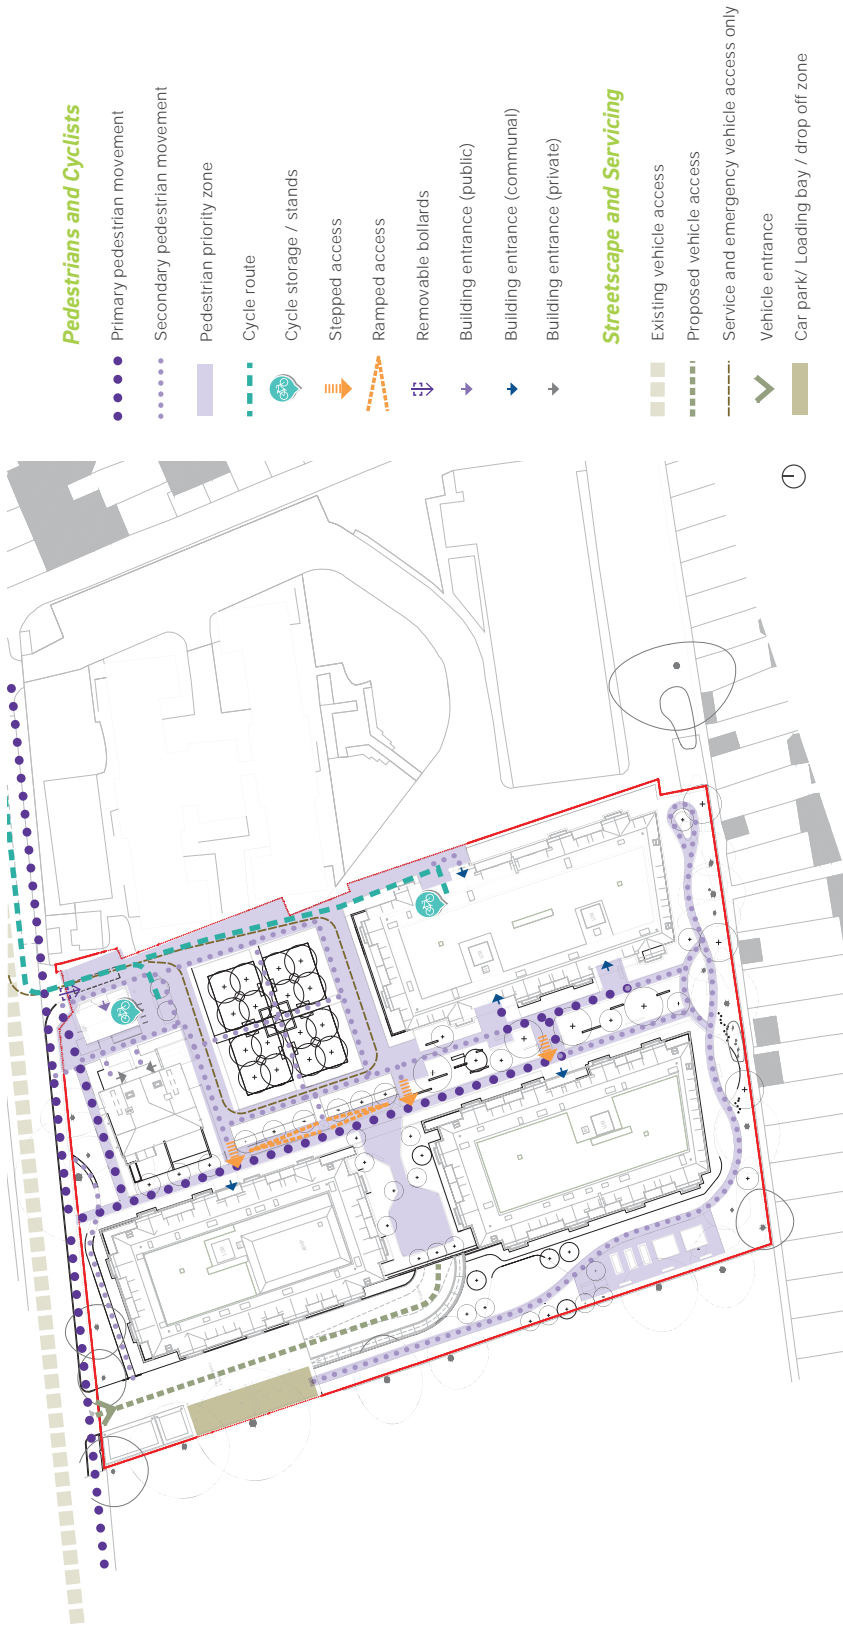 Pedestrians and Cyclists
Primary pedestrian movement
Secondary pedestrian movement
Pedestrian priority zone
Cycle route
Cycle storage / stands
Stepped access
Ramped access
Removable bollards
Building entrance (public)
Building entrance (communal)
Building entrance (private)
Streetscape and Servicing
Existing vehicle access
Proposed vehicle access
Service and emergency vehicle access only
Vehicle entrance
Car park/ Loading bay / drop off zone